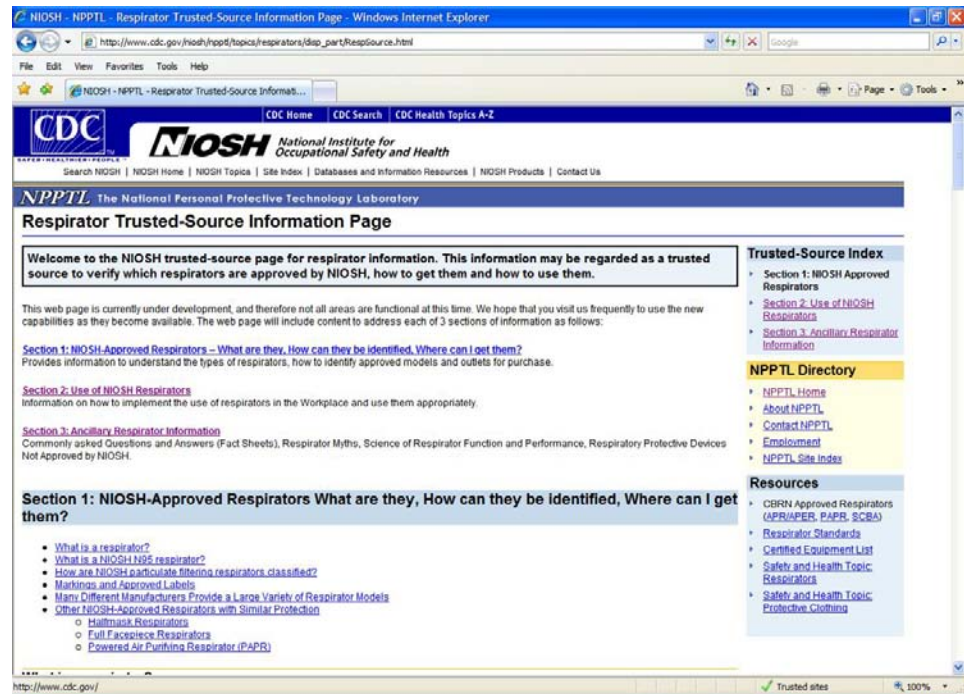 NIOSH - NPPTL - Respirator Trusted-Source Information Page - Windows Internet Explorer
http://www.cdc.gov/niosh/npptl/topics/respirators/disp_part/RespSource.html
Google
File Edit View Favorites Tools Help
NIOSH - NPPTL - Respirator Trusted-Source Informati...
Page
Tools
CDC Home
CDC Search
CDC Health Topics A-Z
CDC
SAFER • HEALTHIER • PEOPLE
NIOSH National Institute for
Occupational Safety and Health
Search NIOSH | NIOSH Home | NIOSH Topics | Site Index | Databases and Information Resources | NIOSH Products | Contact Us
NPPTL The National Personal Protective Technology Laboratory
Respirator Trusted-Source Information Page
Welcome to the NIOSH trusted-source page for respirator information. This information may be regarded as a trusted
source to verify which respirators are approved by NIOSH, how to get them and how to use them.
This web page is currently under development, and therefore not all areas are functional at this time. We hope that you visit us frequently to use the new
capabilities as they become available. The web page will include content to address each of 3 sections of information as follows:
Section 1: NIOSH-Approved Respirators – What are they, How can they be identified, Where can I get them?
Provides information to understand the types of respirators, how to identify approved models and outlets for purchase.
Section 2: Use of NIOSH Respirators
Information on how to implement the use of respirators in the Workplace and use them appropriately.
Section 3: Ancillary Respirator Information
Commonly asked Questions and Answers (Fact Sheets), Respirator Myths, Science of Respirator Function and Performance, Respiratory Protective Devices
Not Approved by NIOSH.
Section 1: NIOSH-Approved Respirators What are they, How can they be identified, Where can I get
them?
What is a respirator?
What is a NIOSH N95 respirator?
How are NIOSH particulate filtering respirators classified?
Markings and Approved Labels
Many Different Manufacturers Provide a Large Variety of Respirator Models
Other NIOSH-Approved Respirators with Similar Protection
Halfmask Respirators
Full Facepiece Respirators
Powered Air Purifying Respirator (PAPR)
Trusted-Source Index
Section 1: NIOSH Approved
Respirators
Section 2: Use of NIOSH
Respirators
Section 3: Ancillary Respirator
Information
NPPTL Directory
NPPTL Home
About NPPTL
Contact NPPTL
Employment
NPPTL Site Index
Resources
CBRN Approved Respirators
(APR/APER, PAPR, SCBA)
Respirator Standards
Certified Equipment List
Safety and Health Topic:
Respirators
Safety and Health Topic:
Protective Clothing
http://www.cdc.gov/
Trusted sites
100%